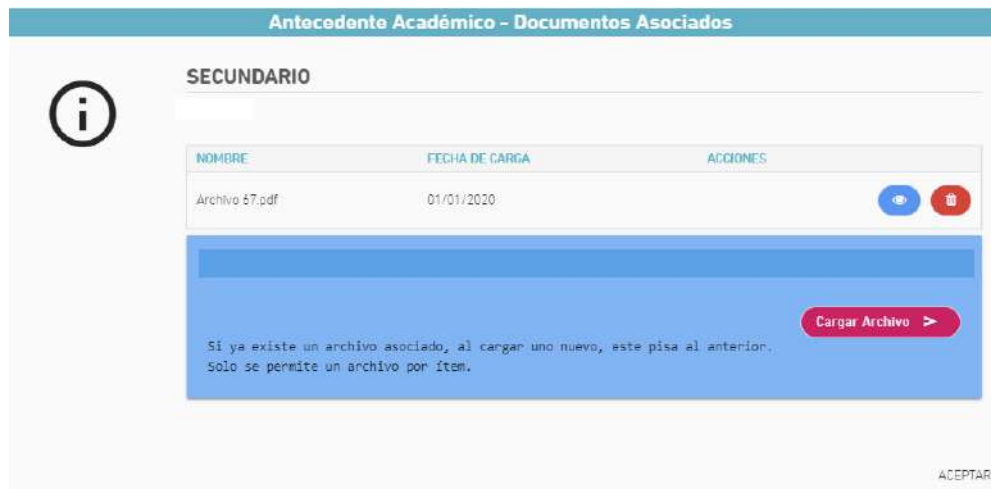 Antecedente Académico - Documentos Asociados
SECUNDARIO
NOMBRE FECHA DE CARGA ACCIONES
Archivo 67.pdf 01/01/2020
Cargar Archivo
Si ya existe un archivo asociado, al cargar uno nuevo, este pisa al anterior.
Solo se permite un archivo por ítem.
ACEPTAR